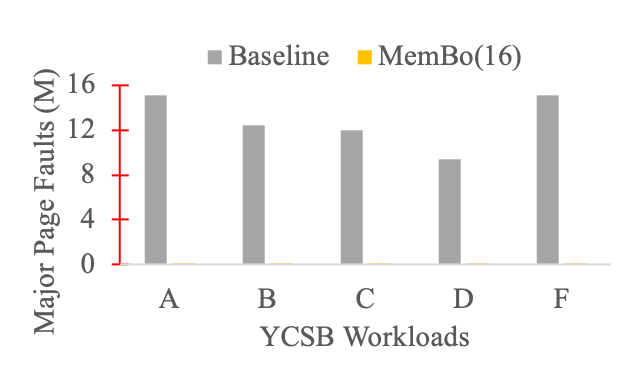 Baseline MemBo(16)
Major Page Faults (M)
16
12
8
4
0
A B C D F
YCSB Workloads